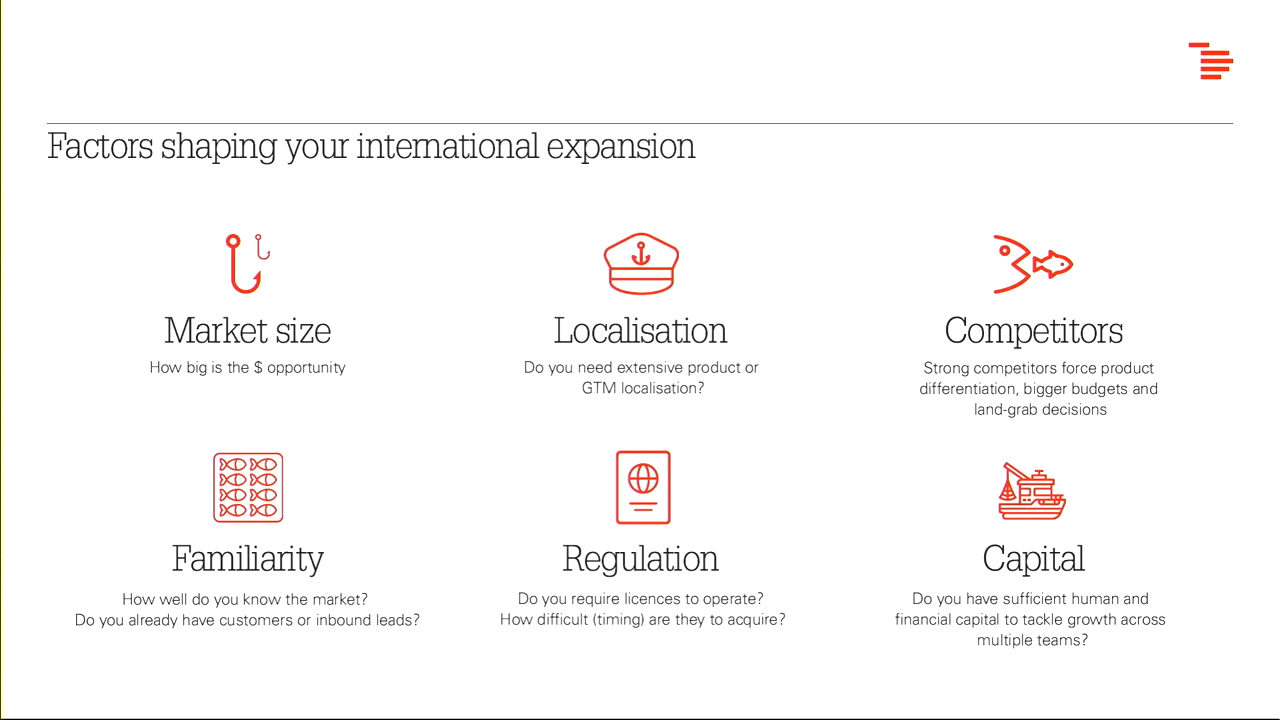 Factors shaping your international expansion
Market size
How big is the $ opportunity
Localisation
Do you need extensive product or
GTM localisation?
Competitors
Strong competitors force product
differentiation, bigger budgets and
land-grab decisions
Familiarity
How well do you know the market?
Do you already have customers or inbound leads?
Regulation
Do you require licences to operate?
How difficult (timing) are they to acquire?
Capital
Do you have sufficient human and
financial capital to tackle growth across
multiple teams?